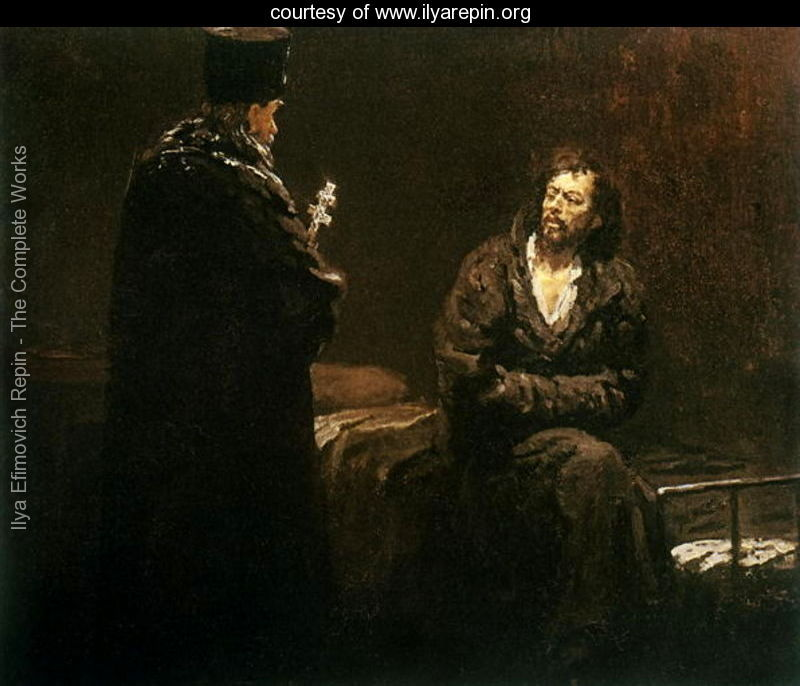 courtesy of www.ilyarepin.org
Ilya Efimovich Repin - The Complete Works